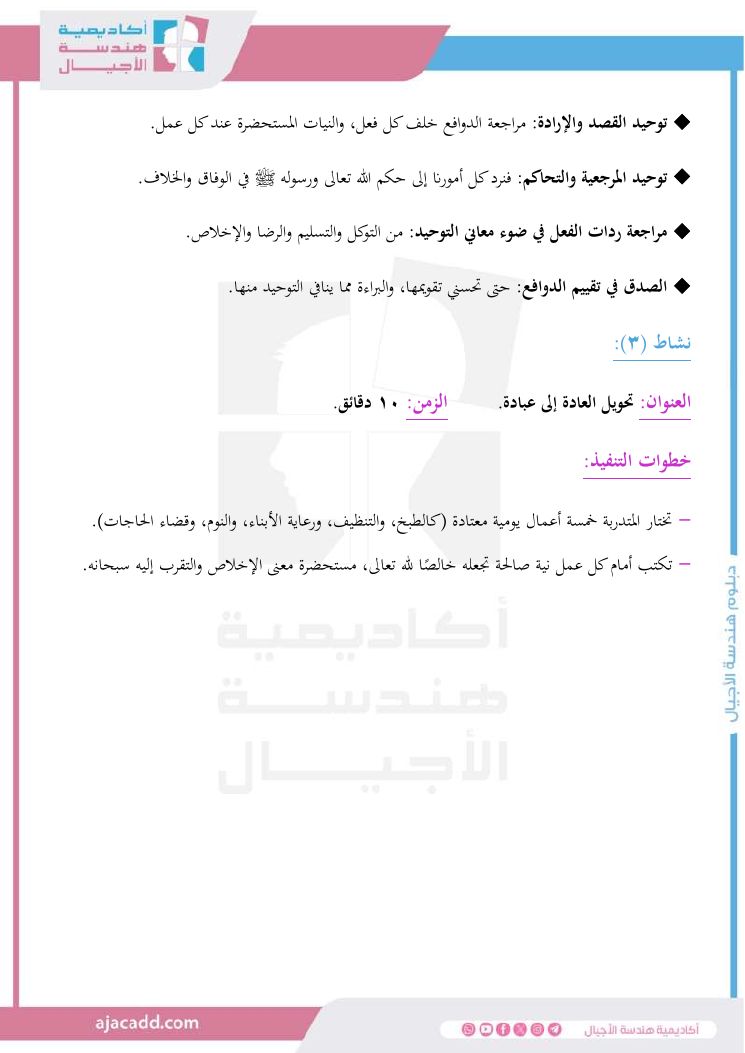 أكاديمية
هندسة
الأجيال
◆ توحيد القصد والإرادة: مراجعة الدوافع خلف كل فعل، والنيات المستحضرة عند كل عمل.
◆ توحيد المرجعية والتحاكم: فنرد كل أمورنا إلى حكم الله تعالى ورسوله ﷺ في الوفاق والخلاف.
◆ مراجعة ردات الفعل في ضوء معاني التوحيد: من التوكل والتسليم والرضا والإخلاص.
◆ الصدق في تقييم الدوافع: حتى تحسني تقويمها، والبراءة مما ينافي التوحيد منها.
نشاط (٣):
العنوان: تحويل العادة إلى عبادة. الزمن: ١٠ دقائق.
خطوات التنفيذ:
– تختار المتدربة خمسة أعمال يومية معتادة (كالطبخ، والتنظيف، ورعاية الأبناء، والنوم، وقضاء الحاجات).
– تكتب أمام كل عمل نية صالحة تجعله خالصًا لله تعالى، مستحضرة معنى الإخلاص والتقرب إليه سبحانه.
أكاديمية
هندسة
الأجيال
دبلوم هندسة الأجيال
أكاديمية هندسة الأجيال
ajacadd.com